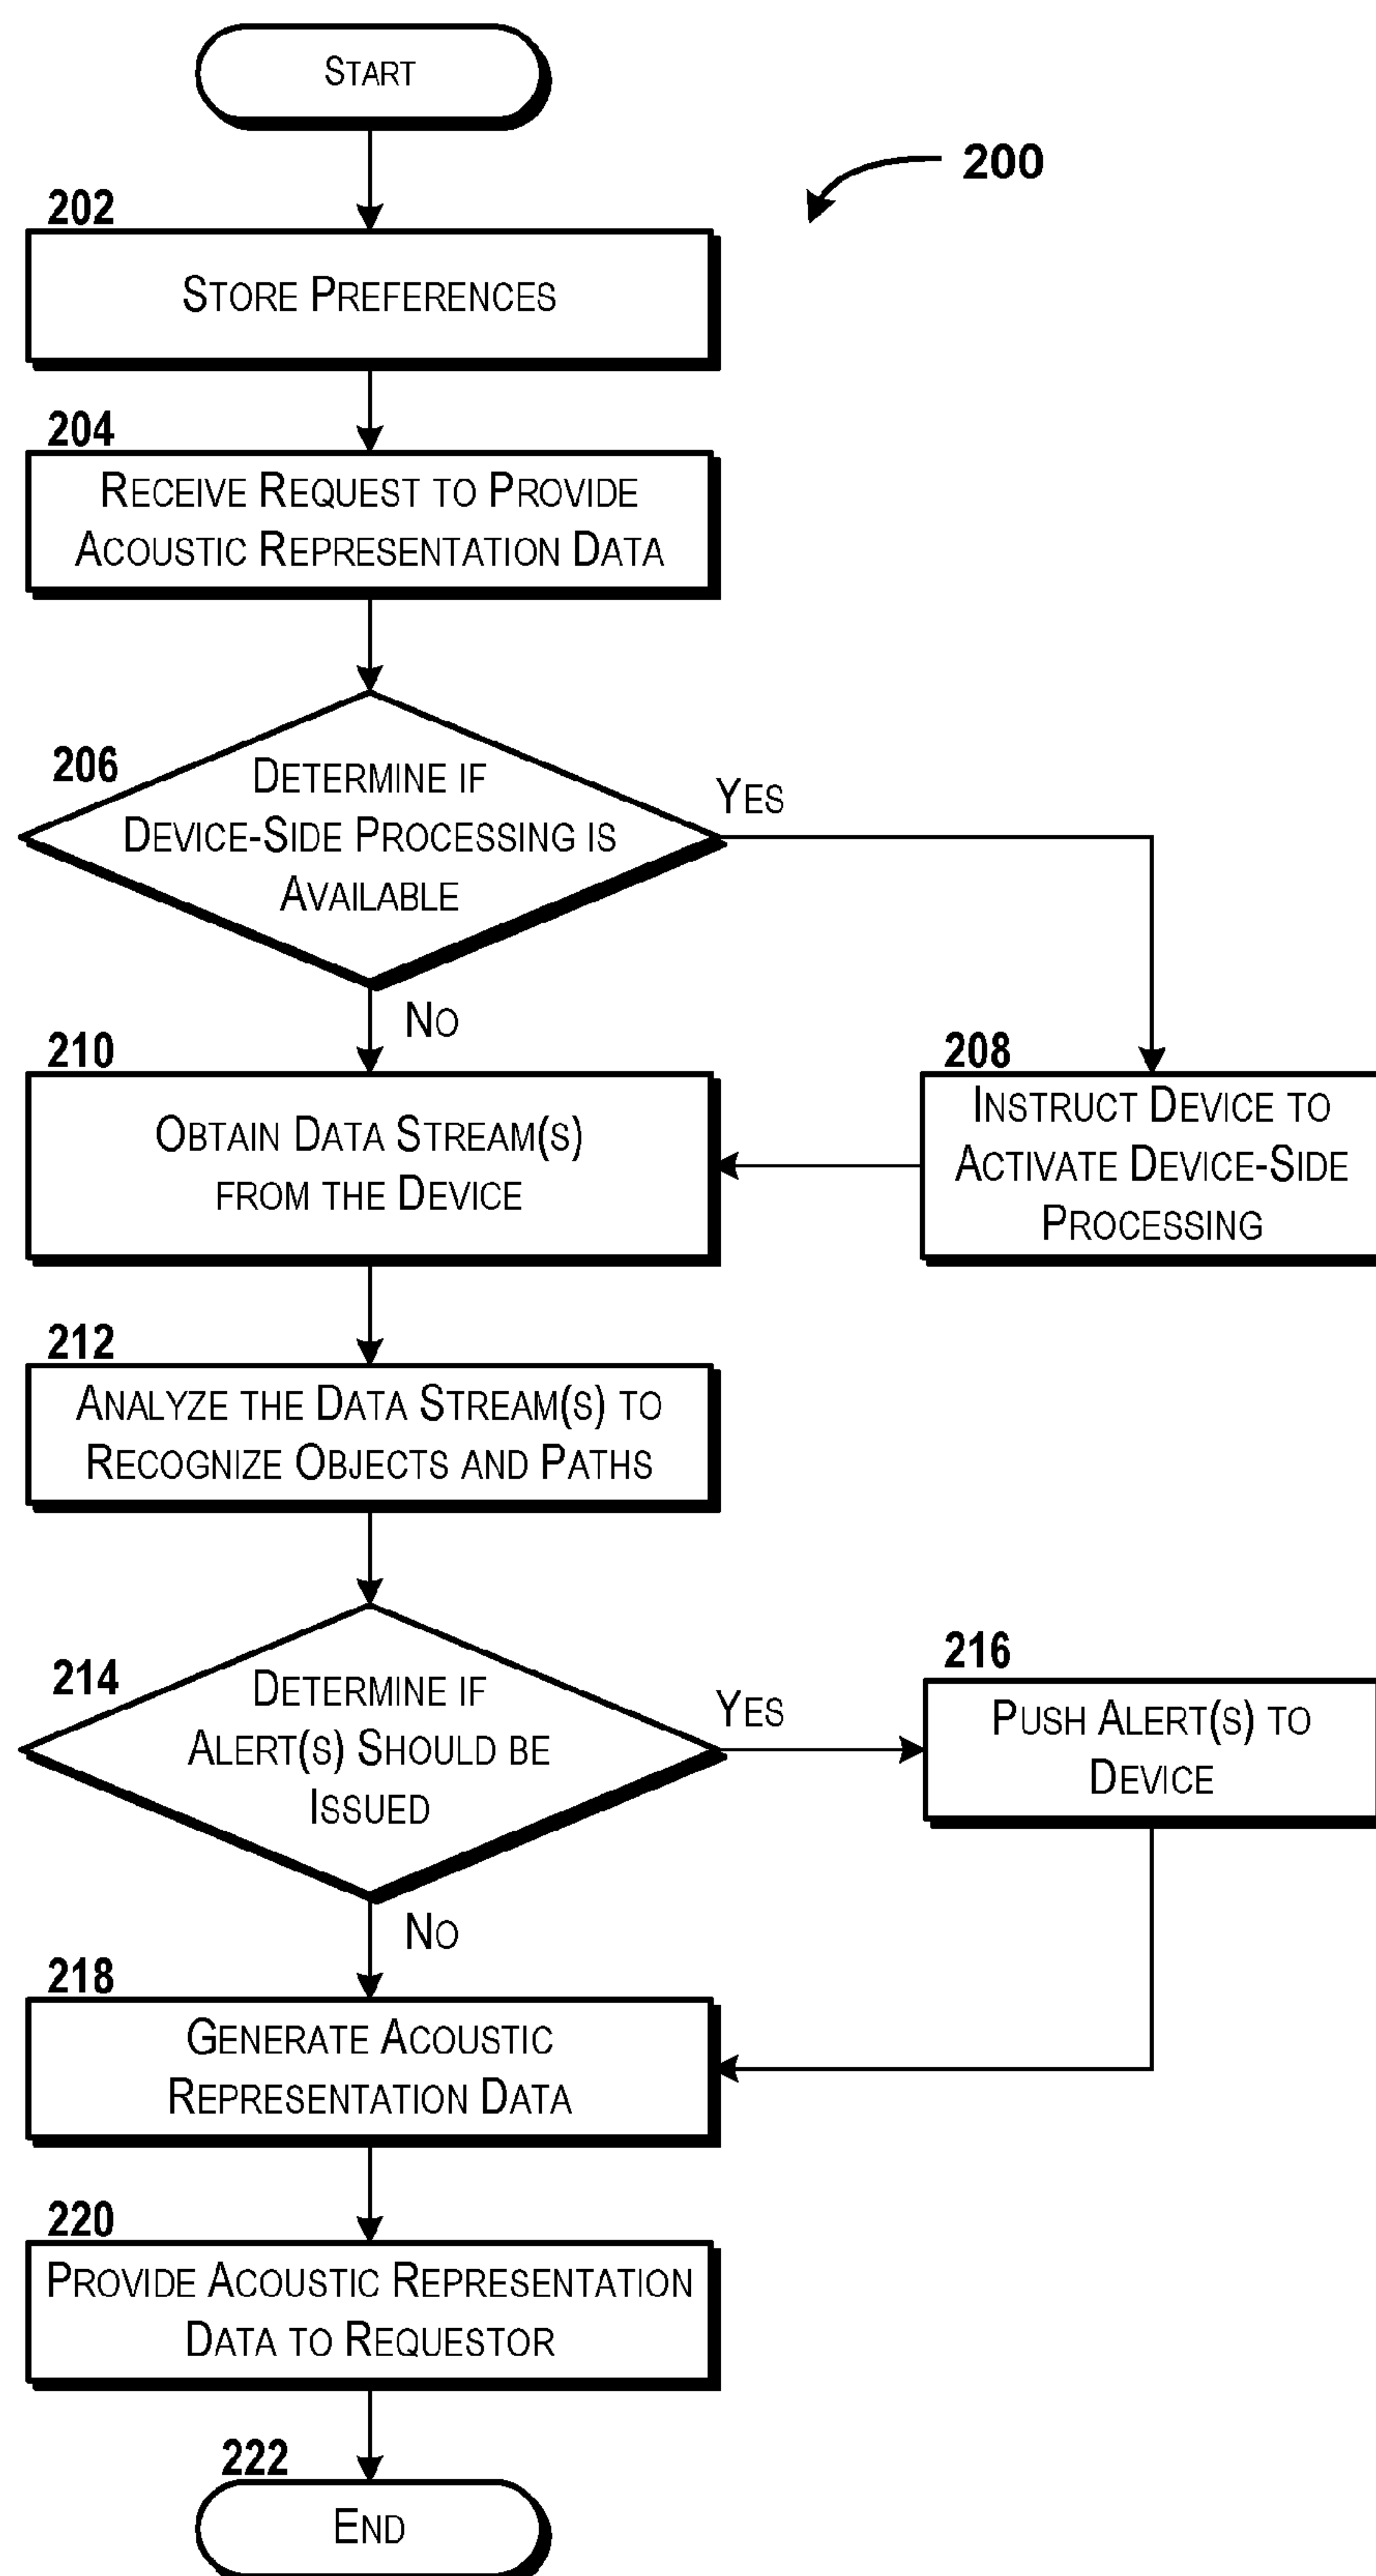 START
200
202
STORE PREFERENCES
204
RECEIVE REQUEST TO PROVIDE
ACOUSTIC REPRESENTATION DATA
206
DETERMINE IF
DEVICE-SIDE PROCESSING IS
AVAILABLE
YES
NO
208
INSTRUCT DEVICE TO
ACTIVATE DEVICE-SIDE
PROCESSING
210
OBTAIN DATA STREAM(S)
FROM THE DEVICE
212
ANALYZE THE DATA STREAM(S) TO
RECOGNIZE OBJECTS AND PATHS
214
DETERMINE IF
ALERT(S) SHOULD BE
ISSUED
YES
NO
216
PUSH ALERT(S) TO
DEVICE
218
GENERATE ACOUSTIC
REPRESENTATION DATA
220
PROVIDE ACOUSTIC REPRESENTATION
DATA TO REQUESTOR
222
END